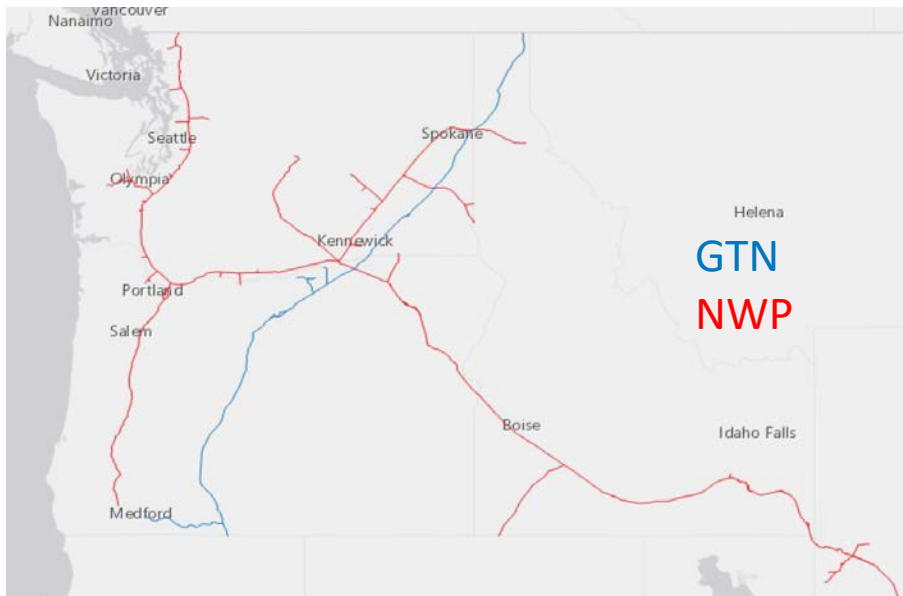 Vancouver
Nanaimo
Victoria
Seattle
Spokane
Olympia
Helena
Kennewick
GTN
Portland
NWP
Salem
Boise
Idaho Falls
Medford